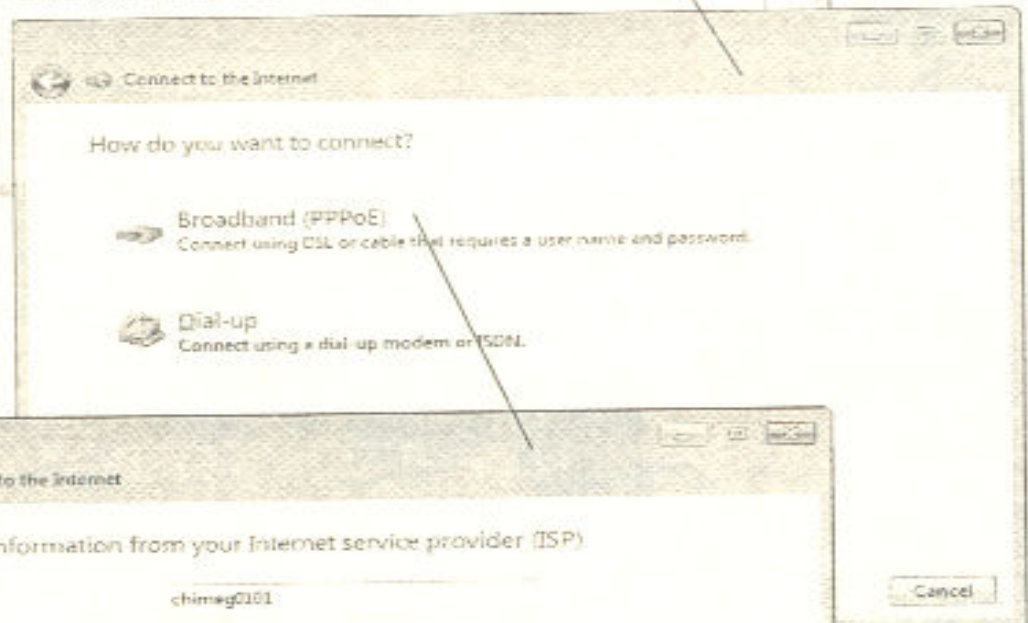 Connect to the Internet
How do you want to connect?
Broadband (PPPoE)
Connect using DSL or cable that requires a user name and password.
Dial-up
Connect using a dial-up modem or ISDN.
to the Internet
information from your Internet service provider (ISP)
chimeg0101
Cancel